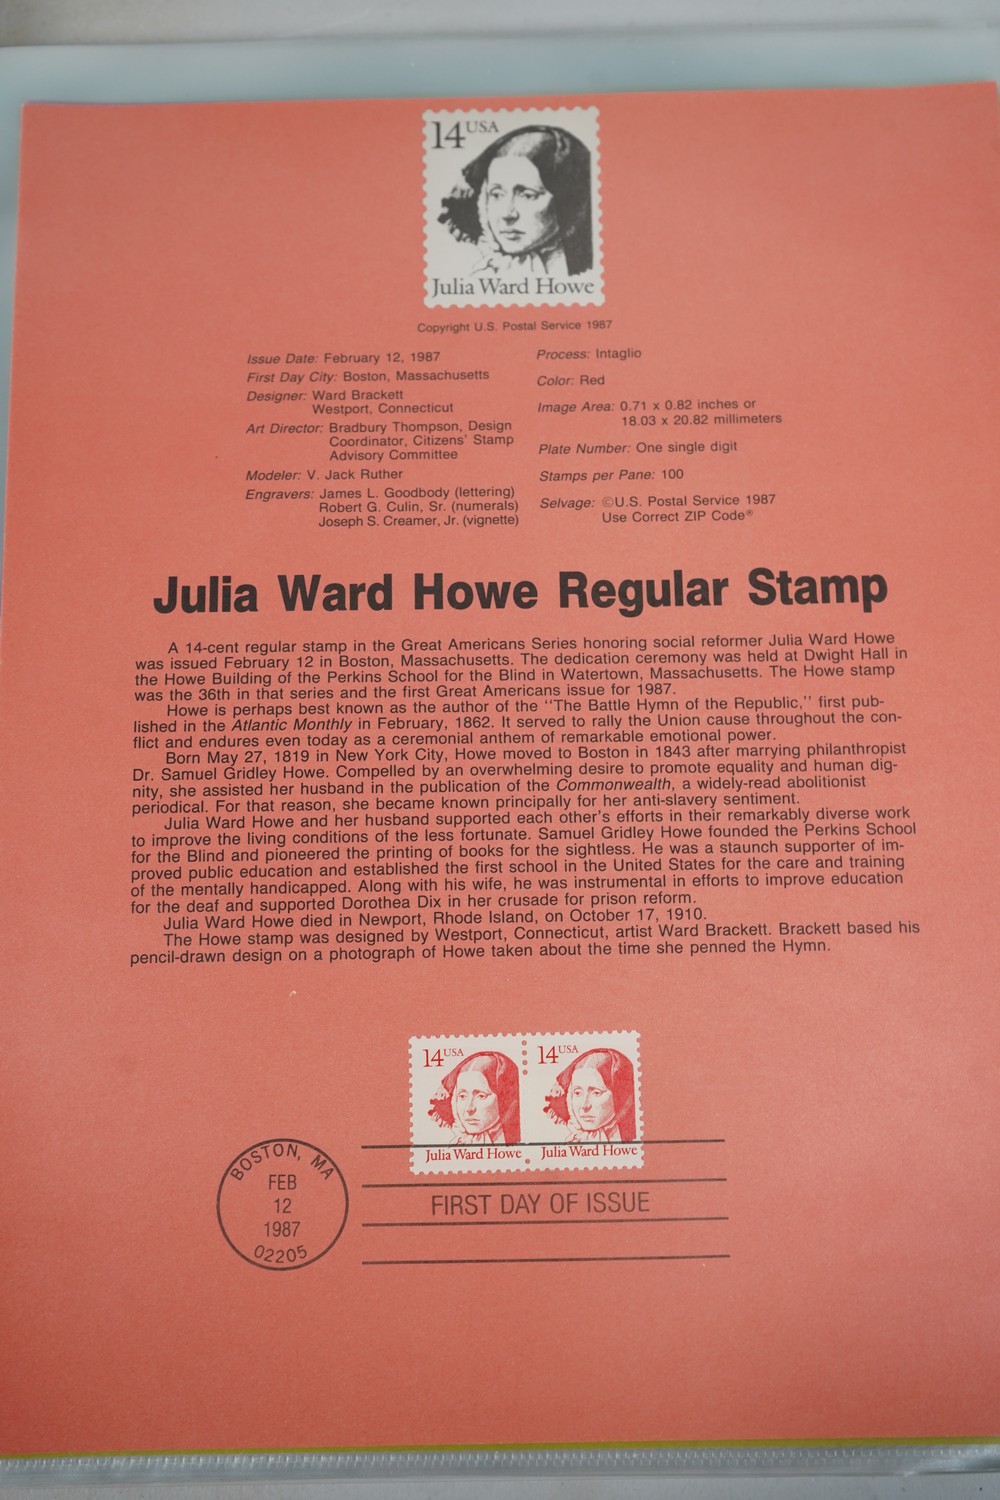 14 USA
Julia Ward Howe
Copyright U.S. Postal Service 1987
Issue Date: February 12, 1987
First Day City: Boston, Massachusetts
Designer: Ward Brackett
Westport, Connecticut
Art Director: Bradbury Thompson, Design
Coordinator, Citizens' Stamp
Advisory Committee
Modeler: V. Jack Ruther
Engravers: James L. Goodbody (lettering)
Robert G. Culin, Sr. (numerals)
Joseph S. Creamer, Jr. (vignette)
Process: Intaglio
Color: Red
Image Area: 0.71 x 0.82 inches or
18.03 x 20.82 millimeters
Plate Number: One single digit
Stamps per Pane: 100
Selvage: ©U.S. Postal Service 1987
Use Correct ZIP Code®
Julia Ward Howe Regular Stamp
A 14-cent regular stamp in the Great Americans Series honoring social reformer Julia Ward Howe
was issued February 12 in Boston, Massachusetts. The dedication ceremony was held at Dwight Hall in
the Howe Building of the Perkins School for the Blind in Watertown, Massachusetts. The Howe stamp
was the 36th in that series and the first Great Americans issue for 1987.
Howe is perhaps best known as the author of the "The Battle Hymn of the Republic," first pub-
lished in the Atlantic Monthly in February, 1862. It served to rally the Union cause throughout the con-
flict and endures even today as a ceremonial anthem of remarkable emotional power.
Born May 27, 1819 in New York City, Howe moved to Boston in 1843 after marrying philanthropist
Dr. Samuel Gridley Howe. Compelled by an overwhelming desire to promote equality and human dig-
nity, she assisted her husband in the publication of the Commonwealth, a widely-read abolitionist
periodical. For that reason, she became known principally for her anti-slavery sentiment.
Julia Ward Howe and her husband supported each other's efforts in their remarkably diverse work
to improve the living conditions of the less fortunate. Samuel Gridley Howe founded the Perkins School
for the Blind and pioneered the printing of books for the sightless. He was a staunch supporter of im-
proved public education and established the first school in the United States for the care and training
of the mentally handicapped. Along with his wife, he was instrumental in efforts to improve education
for the deaf and supported Dorothea Dix in her crusade for prison reform.
Julia Ward Howe died in Newport, Rhode Island, on October 17, 1910.
The Howe stamp was designed by Westport, Connecticut, artist Ward Brackett. Brackett based his
pencil-drawn design on a photograph of Howe taken about the time she penned the Hymn.
14 USA
Julia Ward Howe
14 USA
Julia Ward Howe
BOSTON, MA
FEB
12
1987
02205
FIRST DAY OF ISSUE